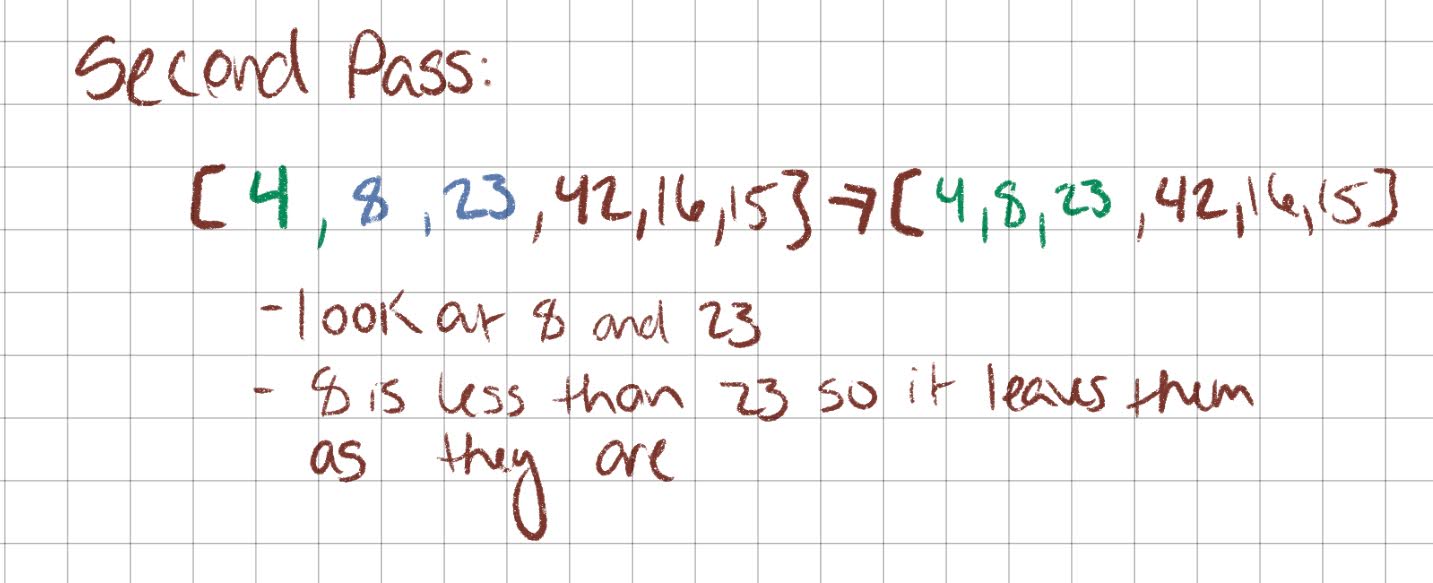 Second Pass:
[4, 8, 23, 42, 16, 15] → [4, 8, 23, 42, 16, 15]
- look at 8 and 23
- 8 is less than 23 so it leaves them
as they are